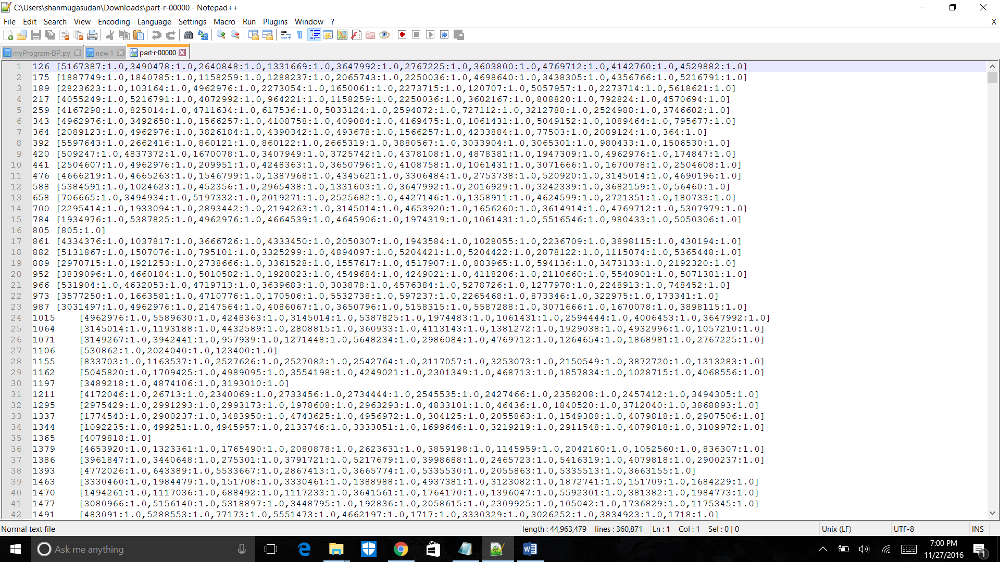 C:\Users\shanmugasudan\Downloads\part-r-00000 - Notepad++
File Edit Search View Encoding Language Settings Macro Run Plugins Window ? X
myProgram-BP.py new 1 part-r-00000
1 126 [5167387:1.0,3490478:1.0,2640848:1.0,1331669:1.0,3647992:1.0,2767225:1.0,3603800:1.0,4769712:1.0,4142760:1.0,4529882:1.0]
2 175 [1887749:1.0,1840785:1.0,1158259:1.0,1288237:1.0,2065743:1.0,2250036:1.0,4698640:1.0,3438305:1.0,4356766:1.0,5216791:1.0]
3 189 [2823623:1.0,103164:1.0,4962976:1.0,2273054:1.0,1650061:1.0,2273715:1.0,120707:1.0,5057957:1.0,2273714:1.0,5618621:1.0]
4 217 [4055249:1.0,5216791:1.0,4072992:1.0,964221:1.0,1158259:1.0,2250036:1.0,3602167:1.0,808820:1.0,792824:1.0,4570694:1.0]
5 259 [4167298:1.0,825014:1.0,4711634:1.0,617536:1.0,5033124:1.0,2594872:1.0,727112:1.0,3212788:1.0,2524988:1.0,3746602:1.0]
6 343 [4962976:1.0,3492658:1.0,1566257:1.0,4108758:1.0,409084:1.0,4169475:1.0,1061431:1.0,5049152:1.0,1089464:1.0,795677:1.0]
7 364 [2089123:1.0,4962976:1.0,3826184:1.0,4390342:1.0,493678:1.0,1566257:1.0,4233884:1.0,77503:1.0,2089124:1.0,364:1.0]
8 392 [5597643:1.0,2662416:1.0,860121:1.0,860122:1.0,2665319:1.0,3880567:1.0,3033904:1.0,3065301:1.0,980433:1.0,1506530:1.0]
9 420 [509247:1.0,4837372:1.0,1670078:1.0,3407949:1.0,3725742:1.0,4378108:1.0,4878381:1.0,1947309:1.0,4962976:1.0,174847:1.0]
10 441 [2504607:1.0,4962976:1.0,209951:1.0,4248363:1.0,3650796:1.0,4108758:1.0,1061431:1.0,3071666:1.0,1670078:1.0,2504608:1.0]
11 476 [4666219:1.0,4665263:1.0,1546799:1.0,1387968:1.0,4345621:1.0,3306484:1.0,2753738:1.0,520920:1.0,3145014:1.0,4690196:1.0]
12 588 [5384591:1.0,1024623:1.0,452356:1.0,2965438:1.0,1331603:1.0,3647992:1.0,2016929:1.0,3242339:1.0,3682159:1.0,56460:1.0]
13 658 [706665:1.0,3494934:1.0,5197332:1.0,2019271:1.0,2525682:1.0,4427146:1.0,1358911:1.0,4624599:1.0,2721351:1.0,180733:1.0]
14 700 [2295414:1.0,1933094:1.0,2893442:1.0,2194263:1.0,3145014:1.0,4653920:1.0,1656260:1.0,3614914:1.0,4769712:1.0,5307979:1.0]
15 784 [1934976:1.0,5387825:1.0,4962976:1.0,4664539:1.0,4645906:1.0,1974319:1.0,1061431:1.0,5516546:1.0,980433:1.0,5050306:1.0]
16 805 [805:1.0]
17 861 [4334376:1.0,1037817:1.0,3666726:1.0,4333450:1.0,2050307:1.0,1943584:1.0,1028055:1.0,2236709:1.0,3898115:1.0,430194:1.0]
18 882 [5131867:1.0,1507076:1.0,795101:1.0,3325299:1.0,4894097:1.0,5204421:1.0,5204422:1.0,2878122:1.0,1115074:1.0,5365448:1.0]
19 889 [2970715:1.0,1921253:1.0,2738666:1.0,3361528:1.0,1557617:1.0,4517907:1.0,883965:1.0,594136:1.0,3473133:1.0,2192320:1.0]
20 952 [3839096:1.0,4660184:1.0,5010582:1.0,1928823:1.0,4549684:1.0,4249021:1.0,4118206:1.0,2110660:1.0,5540901:1.0,5071381:1.0]
21 966 [531904:1.0,4632053:1.0,4719713:1.0,3639683:1.0,303878:1.0,4576384:1.0,5278726:1.0,1277978:1.0,2248913:1.0,748452:1.0]
22 973 [3577250:1.0,1663581:1.0,4710776:1.0,170506:1.0,5532738:1.0,597237:1.0,2265468:1.0,873346:1.0,322975:1.0,173341:1.0]
23 987 [3031497:1.0,4962976:1.0,2147564:1.0,4086067:1.0,3650796:1.0,5158315:1.0,5587288:1.0,3071666:1.0,1670078:1.0,3898115:1.0]
24 1015 [4962976:1.0,5589630:1.0,4248363:1.0,3145014:1.0,5387825:1.0,1974483:1.0,1061431:1.0,2594444:1.0,4006453:1.0,3647992:1.0]
25 1064 [3145014:1.0,1193188:1.0,4432589:1.0,2808815:1.0,360933:1.0,4113143:1.0,1381272:1.0,1929038:1.0,4932996:1.0,1057210:1.0]
26 1071 [3149267:1.0,3942441:1.0,957939:1.0,1271448:1.0,5648234:1.0,2986084:1.0,4769712:1.0,1264654:1.0,1868981:1.0,2767225:1.0]
27 1106 [530862:1.0,2024040:1.0,123400:1.0]
28 1155 [833703:1.0,1163537:1.0,2527626:1.0,2527082:1.0,2542764:1.0,2117057:1.0,3253073:1.0,2150549:1.0,3872720:1.0,1313283:1.0]
29 1162 [5045820:1.0,1709425:1.0,4989095:1.0,3554198:1.0,4249021:1.0,2301349:1.0,468713:1.0,1857834:1.0,1028715:1.0,4068556:1.0]
30 1197 [3489218:1.0,4874106:1.0,3193010:1.0]
31 1211 [4172046:1.0,26713:1.0,2340069:1.0,2733456:1.0,2734444:1.0,2545535:1.0,2427466:1.0,2358208:1.0,2457412:1.0,3494305:1.0]
32 1295 [2975429:1.0,2991293:1.0,2993173:1.0,1978608:1.0,2963293:1.0,4833101:1.0,46436:1.0,1840520:1.0,3712040:1.0,3868893:1.0]
33 1337 [1774543:1.0,2900237:1.0,3483950:1.0,4743625:1.0,4956972:1.0,304125:1.0,2055863:1.0,1549388:1.0,4079818:1.0,2907506:1.0]
34 1344 [1092235:1.0,499251:1.0,4945957:1.0,2133746:1.0,3333051:1.0,1699646:1.0,3219219:1.0,2911548:1.0,4079818:1.0,3109972:1.0]
35 1365 [4079818:1.0]
36 1379 [4653920:1.0,1323361:1.0,1765490:1.0,2080878:1.0,2623631:1.0,3859198:1.0,1145959:1.0,2042160:1.0,1052560:1.0,836307:1.0]
37 1386 [3961847:1.0,3440648:1.0,275301:1.0,3791721:1.0,5217679:1.0,3998688:1.0,2465723:1.0,5416319:1.0,4079818:1.0,2900237:1.0]
38 1393 [4772026:1.0,643389:1.0,5533667:1.0,2867413:1.0,3665774:1.0,5335530:1.0,2055863:1.0,5335513:1.0,3663155:1.0]
39 1463 [3330460:1.0,1984479:1.0,151708:1.0,3330461:1.0,1388988:1.0,4937381:1.0,3123082:1.0,1872741:1.0,151709:1.0,1684229:1.0]
40 1470 [1494261:1.0,1117036:1.0,688492:1.0,1117233:1.0,3641561:1.0,1764170:1.0,1396047:1.0,5592301:1.0,381382:1.0,1984773:1.0]
41 1477 [3080966:1.0,5156140:1.0,5318897:1.0,3448795:1.0,192836:1.0,2058615:1.0,2309925:1.0,105042:1.0,1736829:1.0,1175345:1.0]
42 1491 [483091:1.0,5288553:1.0,77173:1.0,5551473:1.0,4662197:1.0,1717:1.0,3330329:1.0,3026252:1.0,3834923:1.0,1718:1.0]
Normal text file length : 44,963,479 lines : 360,871 Ln : 1 Col : 1 Sel : 0 | 0 Unix (LF) UTF-8 INS
Ask me anything
7:00 PM
11/27/2016
1